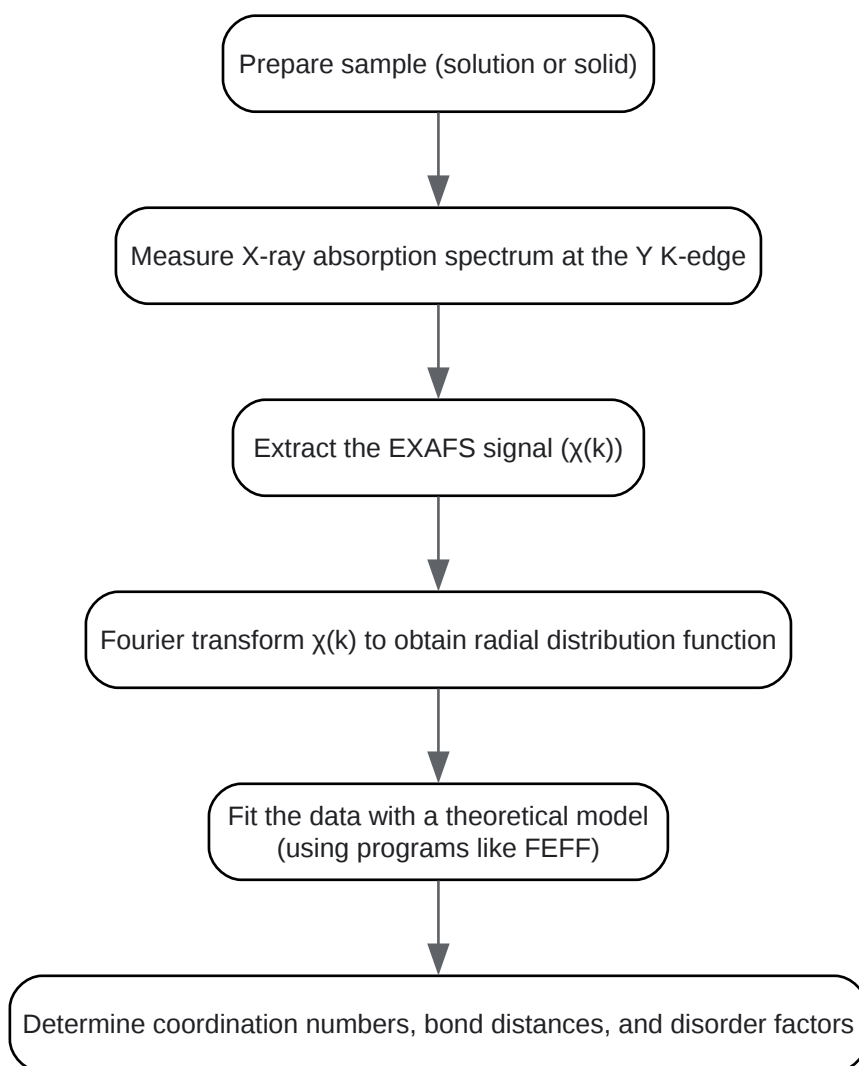 Prepare sample (solution or solid)
Measure X-ray absorption spectrum at the Y K-edge
Extract the EXAFS signal (χ(k))
Fourier transform χ(k) to obtain radial distribution function
Fit the data with a theoretical model
(using programs like FEFF)
Determine coordination numbers, bond distances, and disorder factors